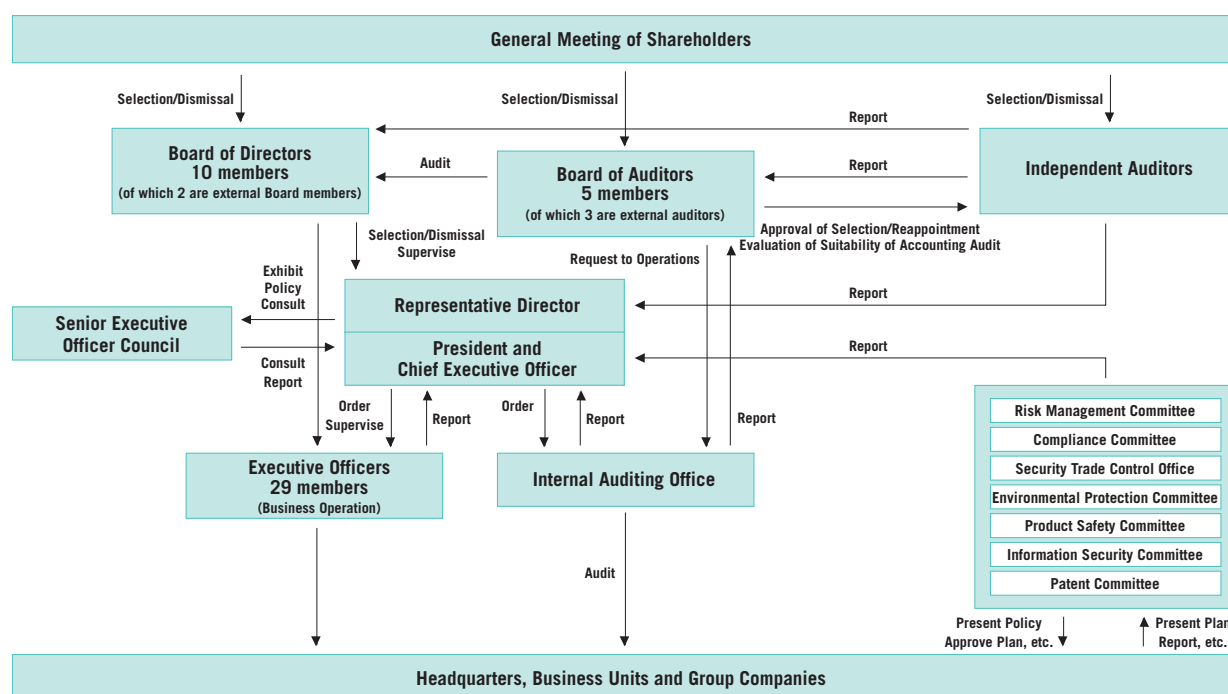 General Meeting of Shareholders
Selection/Dismissal
Selection/Dismissal
Selection/Dismissal
Report
Board of Directors
10 members
(of which 2 are external Board members)
Audit
Board of Auditors
5 members
(of which 3 are external auditors)
Report
Independent Auditors
Approval of Selection/Reappointment
Evaluation of Suitability of Accounting Audit
Selection/Dismissal
Supervise
Request to Operations
Exhibit
Policy
Consult
Representative Director
Report
Senior Executive
Officer Council
President and
Chief Executive Officer
Report
Consult
Report
Order
Supervise
Report
Order
Report
Report
Executive Officers
29 members
(Business Operation)
Internal Auditing Office
Risk Management Committee
Compliance Committee
Security Trade Control Office
Environmental Protection Committee
Product Safety Committee
Information Security Committee
Patent Committee
Audit
Present Policy
Approve Plan, etc.
Present Plan
Report, etc.
Headquarters, Business Units and Group Companies